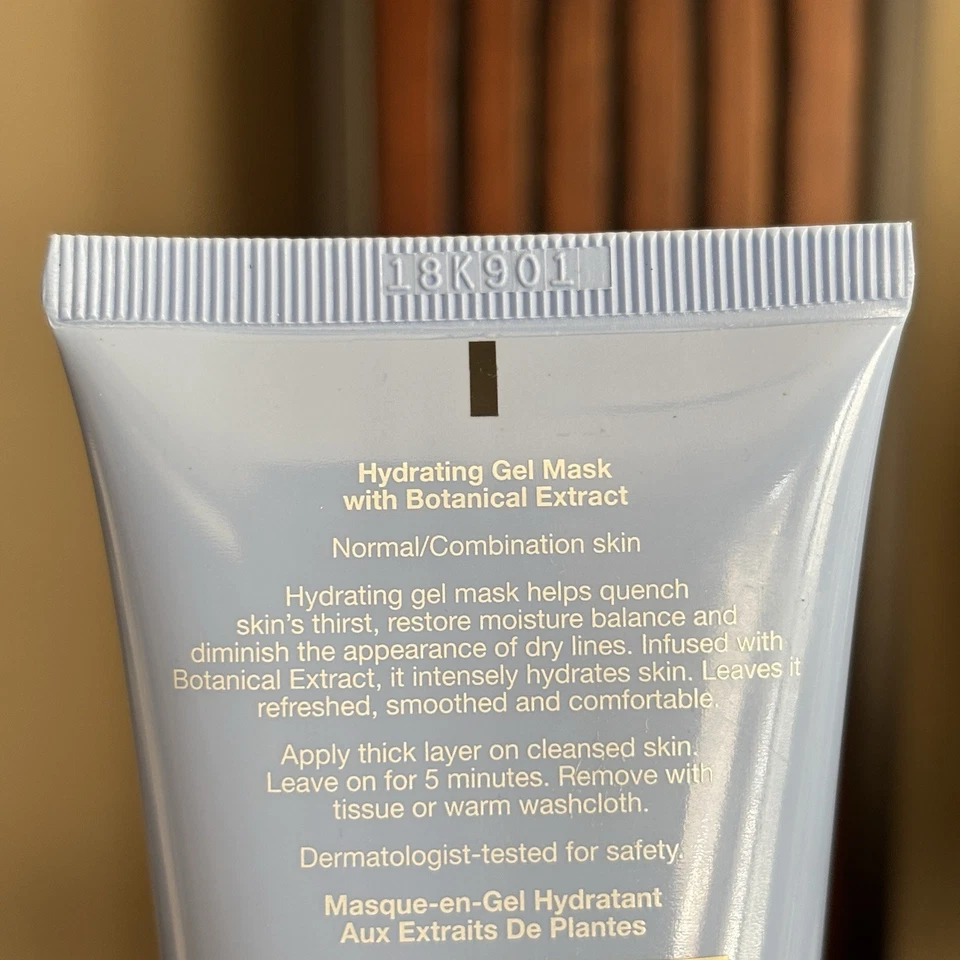 18K901
Hydrating Gel Mask
with Botanical Extract
Normal/Combination skin
Hydrating gel mask helps quench
skin's thirst, restore moisture balance and
diminish the appearance of dry lines. Infused with
Botanical Extract, it intensely hydrates skin. Leaves it
refreshed, smoothed and comfortable.
Apply thick layer on cleansed skin.
Leave on for 5 minutes. Remove with
tissue or warm washcloth.
Dermatologist-tested for safety.
Masque-en-Gel Hydratant
Aux Extraits De Plantes